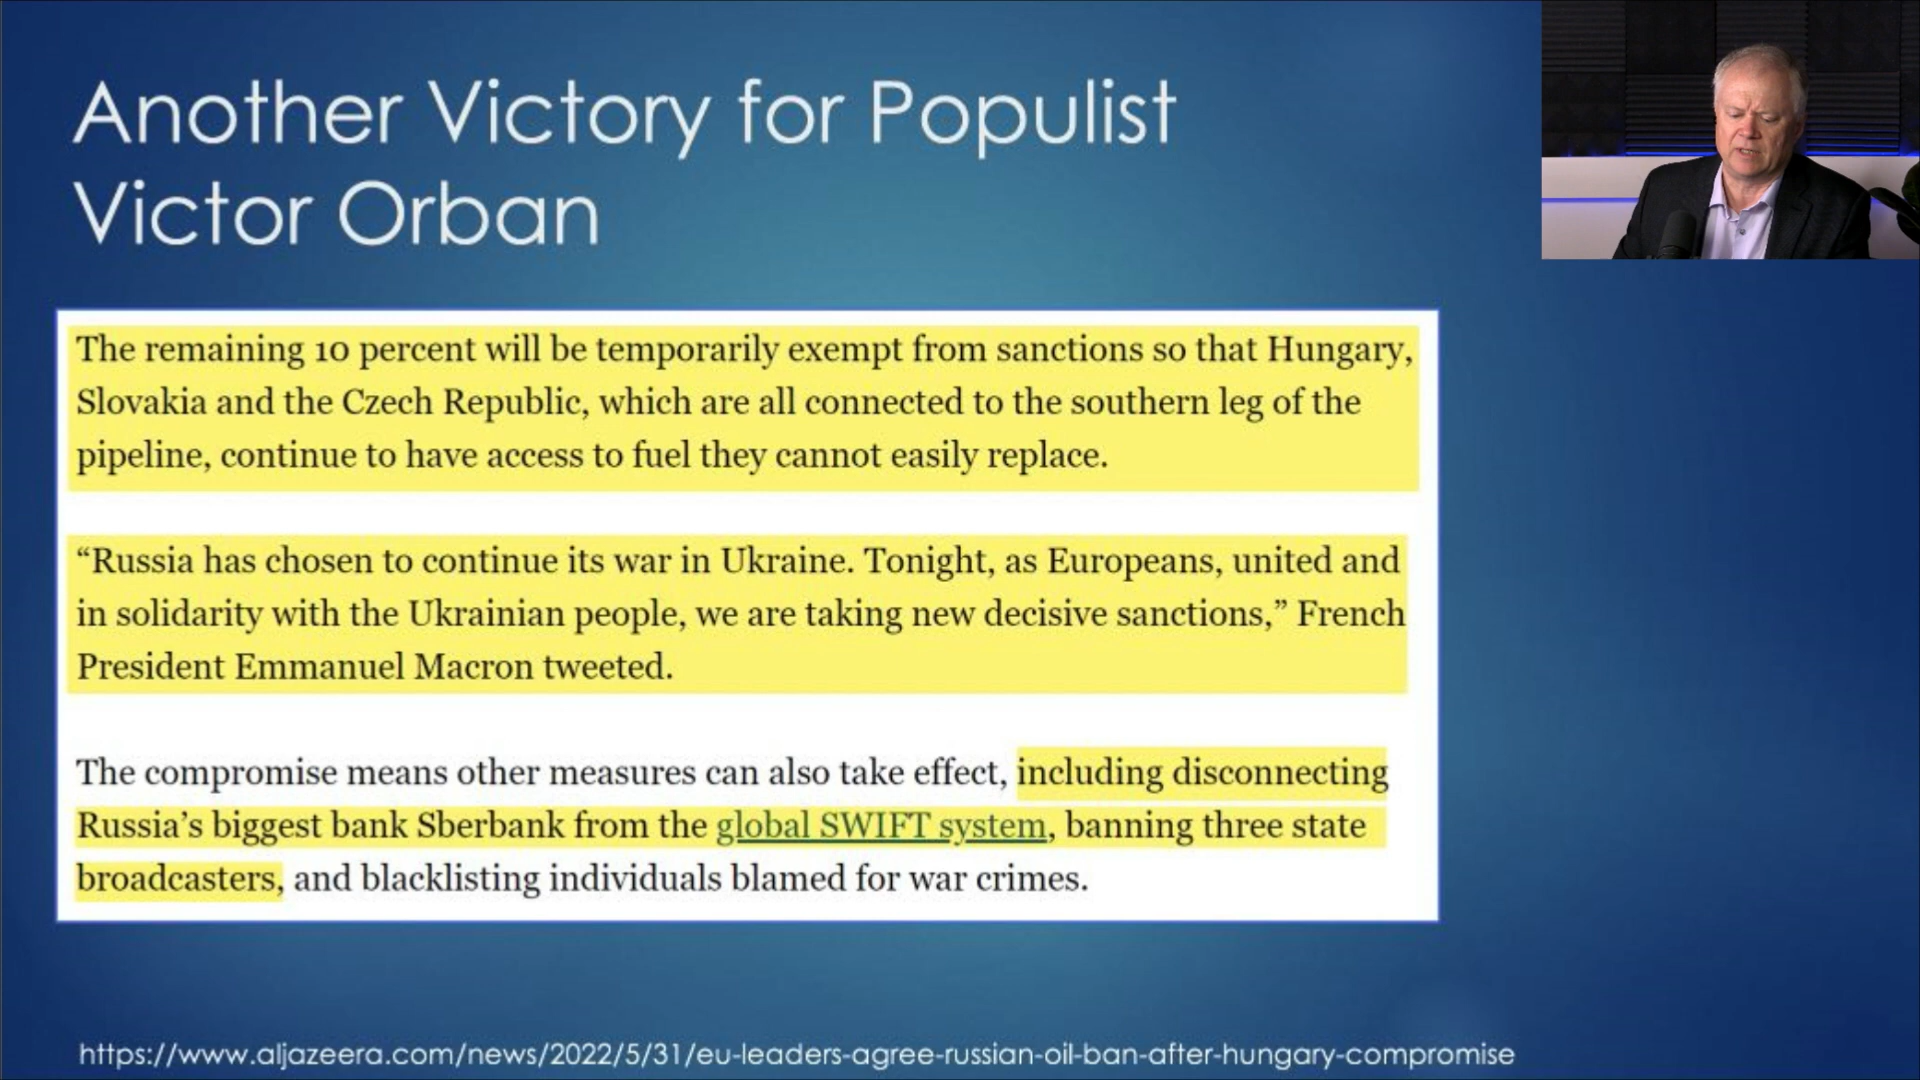 Another Victory for Populist
Victor Orban
The remaining 10 percent will be temporarily exempt from sanctions so that Hungary,
Slovakia and the Czech Republic, which are all connected to the southern leg of the
pipeline, continue to have access to fuel they cannot easily replace.
“Russia has chosen to continue its war in Ukraine. Tonight, as Europeans, united and
in solidarity with the Ukrainian people, we are taking new decisive sanctions,” French
President Emmanuel Macron tweeted.
The compromise means other measures can also take effect, including disconnecting
Russia’s biggest bank Sberbank from the global SWIFT system, banning three state
broadcasters, and blacklisting individuals blamed for war crimes.
https://www.aljazeera.com/news/2022/5/31/eu-leaders-agree-russian-oil-ban-after-hungary-compromise